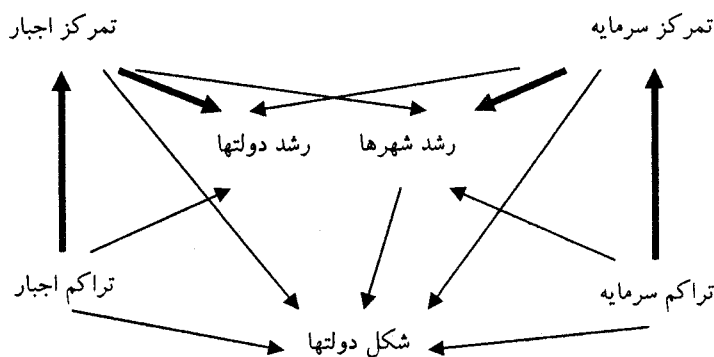 تمرکز سرمایه
تمرکز اجبار
رشد شهرها
رشد دولتها
تراکم سرمایه
تراکم اجبار
شکل دولتها